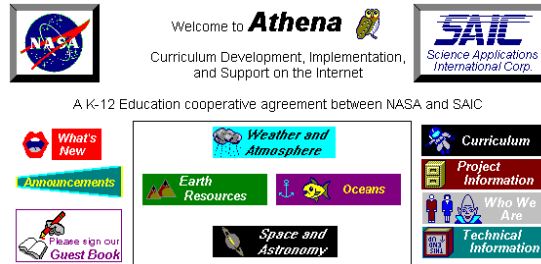 NASA
Welcome to Athena
SAIC
Science Applications
International Corp.
Curriculum Development, Implementation,
and Support on the Internet
A K-12 Education cooperative agreement between NASA and SAIC
What's
New
Announcements
Please sign our
Guest Book
Weather and
Atmosphere
Earth
Resources
Oceans
Space and
Astronomy
Curriculum
Project
Information
Who We
Are
Technical
Information